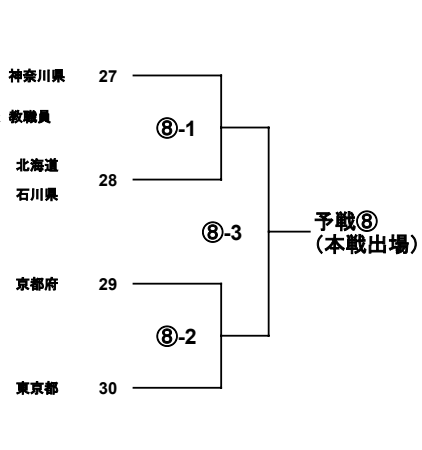 神奈川県 27
教職員
⑧-1
北海道
28
石川県
⑧-3
予戦⑧
（本戦出場）
京都府 29
⑧-2
東京都 30